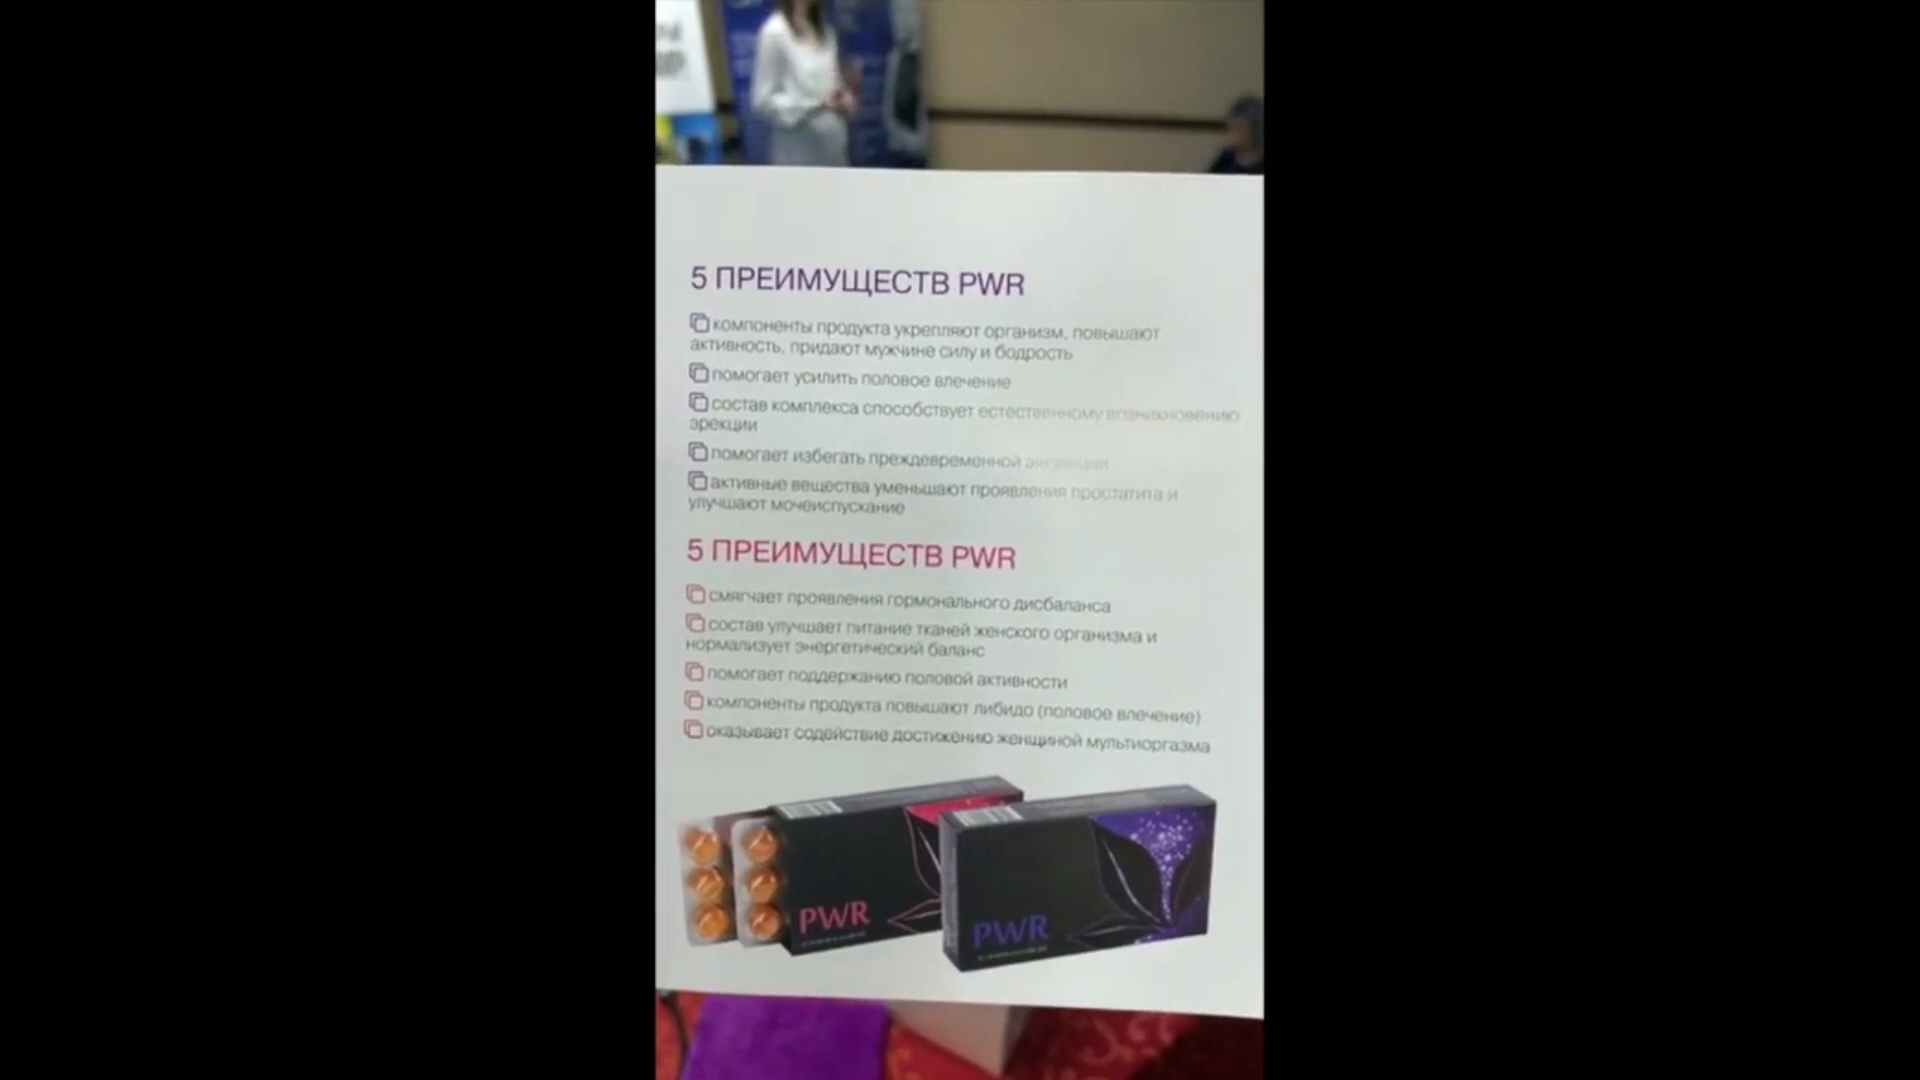 5 ПРЕИМУЩЕСТВ PWR
компоненты продукта укрепляют организм, повышают
активность, придают мужчине силу и бодрость
помогает усилить половое влечение
состав комплекса способствует естественному возникновению
эрекции
помогает избегать преждевременной
активные вещества уменьшают проявления простатита и
улучшают мочеиспускание
5 ПРЕИМУЩЕСТВ PWR
смягчает проявления гормонального дисбаланса
состав улучшает питание тканей женского организма и
нормализует энергетический баланс
помогает поддержанию половой активности
компоненты продукта повышают либидо (половое влечение)
оказывает содействие достижению женщиной мультиоргазма
PWR
PWR